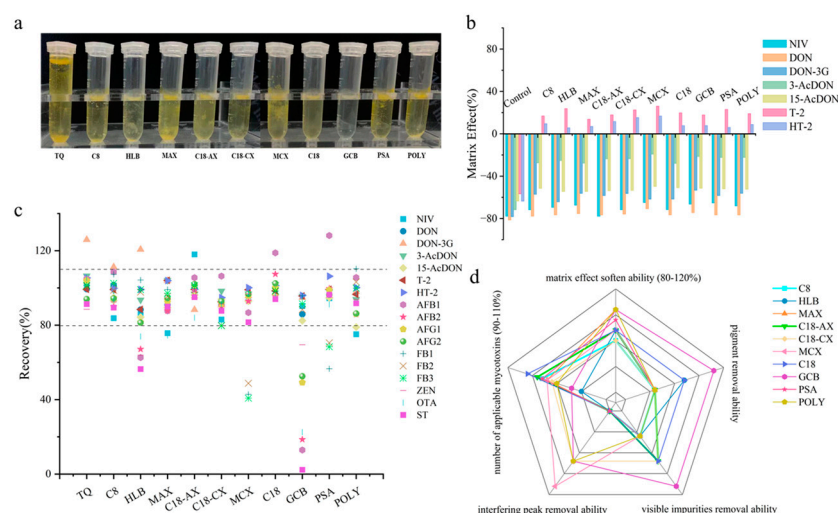 a
TQ C8 HLB MAX C18-AX C18-CX MCX C18 GCB PSA POLY
b
Matrix Effect(%)
80
40
0
-40
-80
Control C8 HLB MAX C18-AX C18-CX MCX C18 GCB PSA POLY
NIV
DON
DON-3G
3-AcDON
15-AcDON
T-2
HT-2
c
Recovery(%)
160
120
80
40
0
TQ C8 HLB MAX C18-AX C18-CX MCX C18 GCB PSA POLY
NIV
DON
DON-3G
3-AcDON
15-AcDON
T-2
HT-2
AFB1
AFB2
AFG1
AFG2
FB1
FB2
FB3
ZEN
OTA
ST
d
matrix effect soften ability (80-120%)
pigment removal ability
visible impurities removal ability
interfering peak removal ability
number of applicable mycotoxins (90-110%)
C8
HLB
MAX
C18-AX
C18-CX
MCX
C18
GCB
PSA
POLY